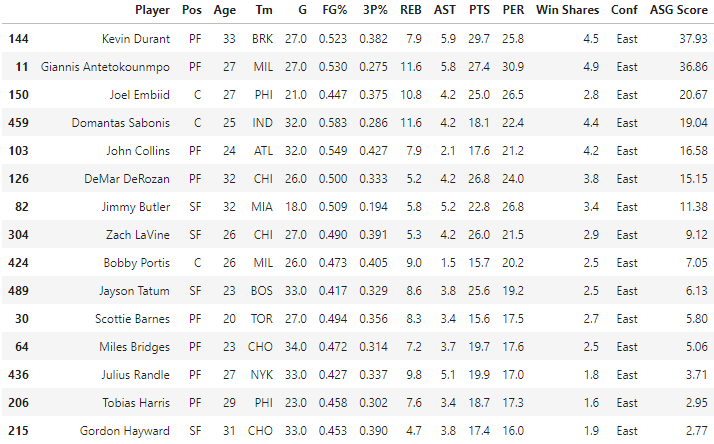 Player Pos Age Tm G FG% 3P% REB AST PTS PER Win Shares Conf ASG Score
144 Kevin Durant PF 33 BRK 27.0 0.523 0.382 7.9 5.9 29.7 25.8 4.5 East 37.93
11 Giannis Antetokounmpo PF 27 MIL 27.0 0.530 0.275 11.6 5.8 27.4 30.9 4.9 East 36.86
150 Joel Embiid C 27 PHI 21.0 0.447 0.375 10.8 4.2 25.0 26.5 2.8 East 20.67
459 Domantas Sabonis C 25 IND 32.0 0.583 0.286 11.6 4.2 18.1 22.4 4.4 East 19.04
103 John Collins PF 24 ATL 32.0 0.549 0.427 7.9 2.1 17.6 21.2 4.2 East 16.58
126 DeMar DeRozan PF 32 CHI 26.0 0.500 0.333 5.2 4.2 26.8 24.0 3.8 East 15.15
82 Jimmy Butler SF 32 MIA 18.0 0.509 0.194 5.8 5.2 22.8 26.8 3.4 East 11.38
304 Zach LaVine SF 26 CHI 27.0 0.490 0.391 5.3 4.2 26.0 21.5 2.9 East 9.12
424 Bobby Portis C 26 MIL 26.0 0.473 0.405 9.0 1.5 15.7 20.2 2.5 East 7.05
489 Jayson Tatum SF 23 BOS 33.0 0.417 0.329 8.6 3.8 25.6 19.2 2.5 East 6.13
30 Scottie Barnes PF 20 TOR 27.0 0.494 0.356 8.3 3.4 15.6 17.5 2.7 East 5.80
64 Miles Bridges PF 23 CHO 34.0 0.472 0.314 7.2 3.7 19.7 17.6 2.5 East 5.06
436 Julius Randle PF 27 NYK 33.0 0.427 0.337 9.8 5.1 19.9 17.0 1.8 East 3.71
206 Tobias Harris PF 29 PHI 23.0 0.458 0.302 7.6 3.4 18.7 17.3 1.6 East 2.95
215 Gordon Hayward SF 31 CHO 33.0 0.453 0.390 4.7 3.8 17.4 16.0 1.9 East 2.77